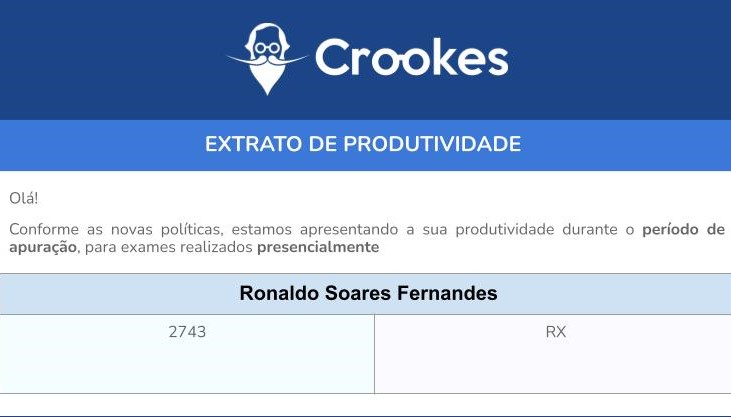 Crookes
EXTRATO DE PRODUTIVIDADE
Olá!
Conforme as novas políticas, estamos apresentando a sua produtividade durante o período de
apuração, para exames realizados presencialmente
Ronaldo Soares Fernandes
2743 RX